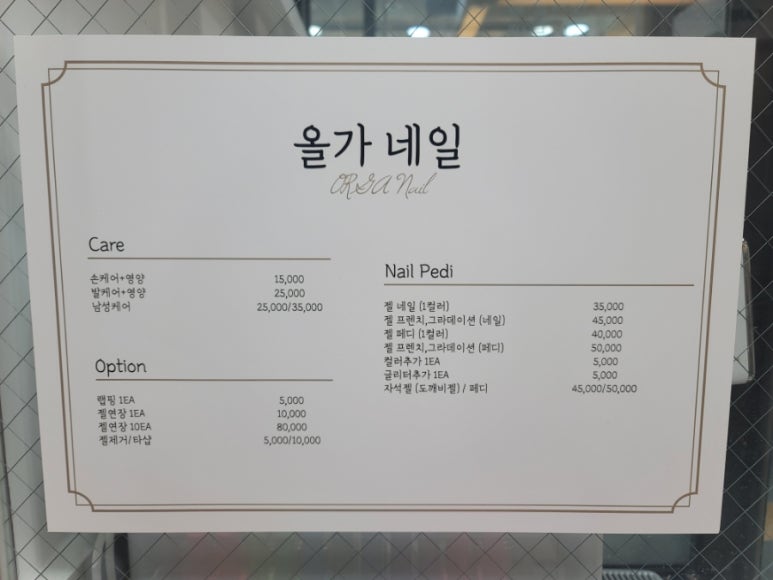 올가 네일
ORGA Nail
Care
손케어+영양 15,000
발케어+영양 25,000
남성케어 25,000/35,000
Option
랩핑 1EA 5,000
젤연장 1EA 10,000
젤연장 10EA 80,000
젤제거/타샵 5,000/10,000
Nail Pedi
젤 네일 (1컬러) 35,000
젤 프렌치,그라데이션 (네일) 45,000
젤 페디 (1컬러) 40,000
젤 프렌치,그라데이션 (페디) 50,000
컬러추가 1EA 5,000
글리터추가 1EA 5,000
자석젤 (도깨비젤) / 페디 45,000/50,000